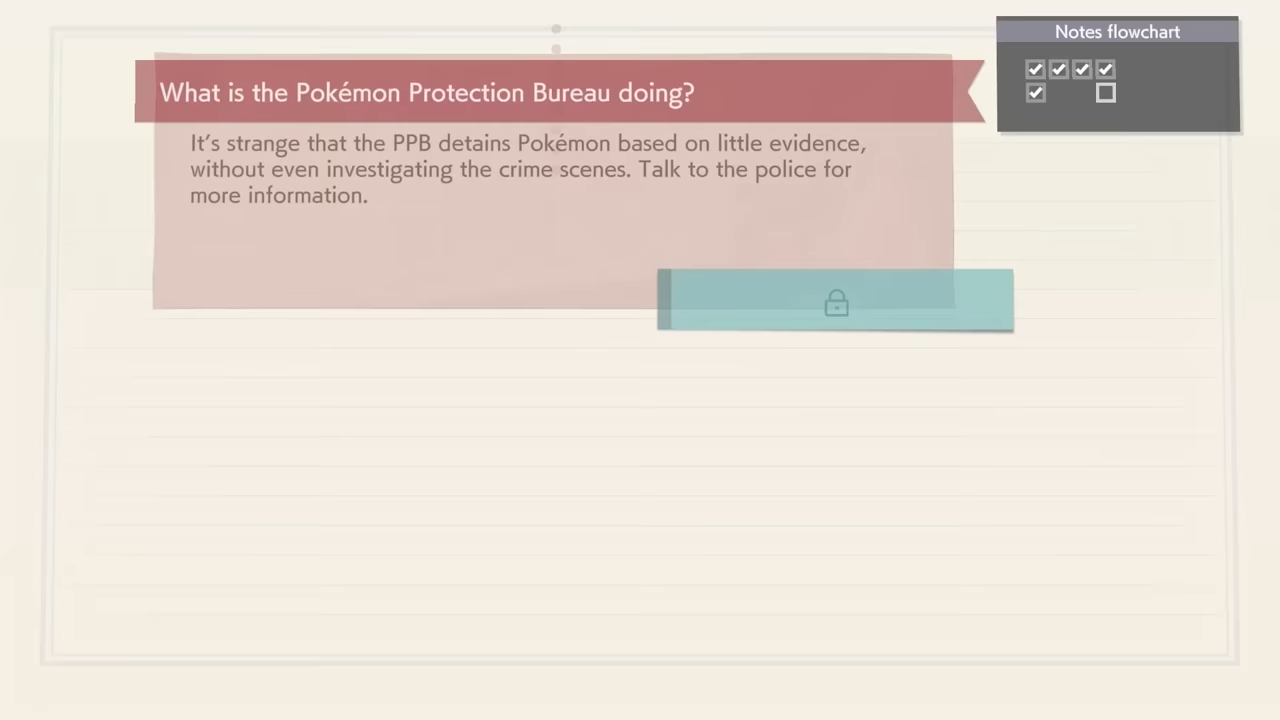 Notes flowchart
What is the Pokémon Protection Bureau doing?
It's strange that the PPB detains Pokémon based on little evidence,
without even investigating the crime scenes. Talk to the police for
more information.